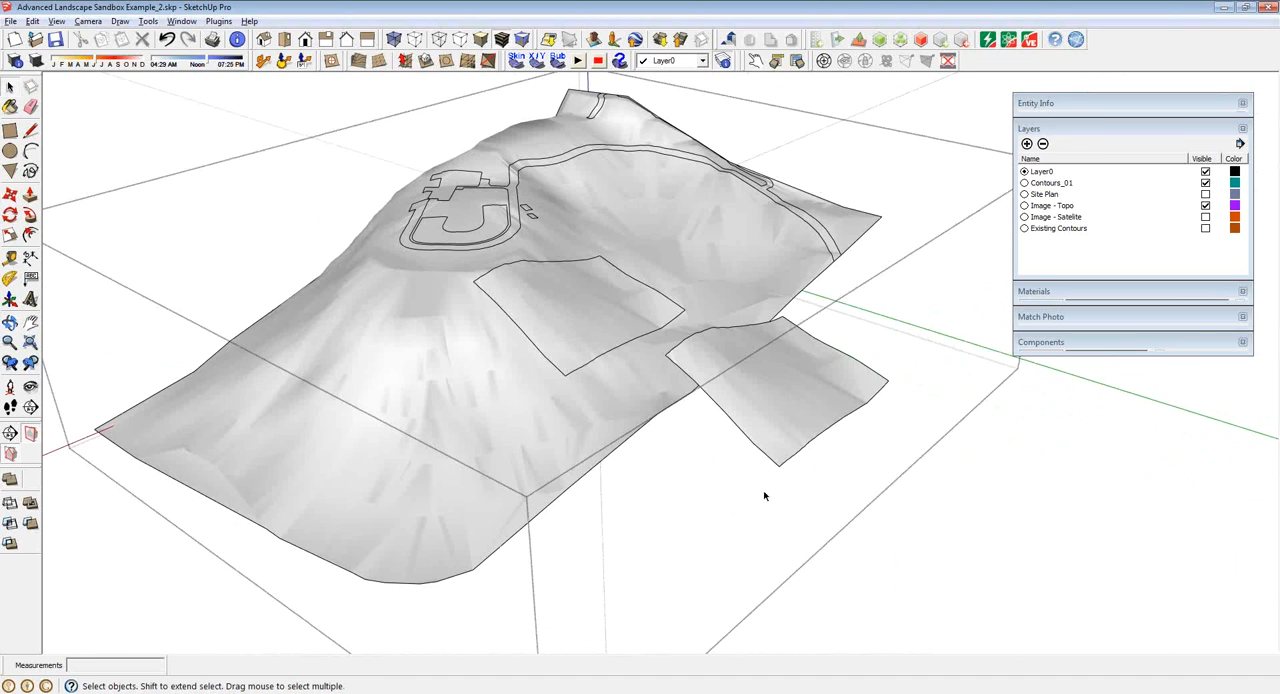 Advanced Landscape Sandbox Example_2.skp - SketchUp Pro
File Edit View Camera Draw Tools Window Plugins Help
J F M A M J J A S O N D 04:29 AM Noon 07:25 PM
Skin X/Y Bub
Layer0
Entity Info
Layers
Name Visible Color
Layer0
Contours_01
Site Plan
Image - Topo
Image - Satelite
Existing Contours
Materials
Match Photo
Components
Measurements
Select objects. Shift to extend select. Drag mouse to select multiple.